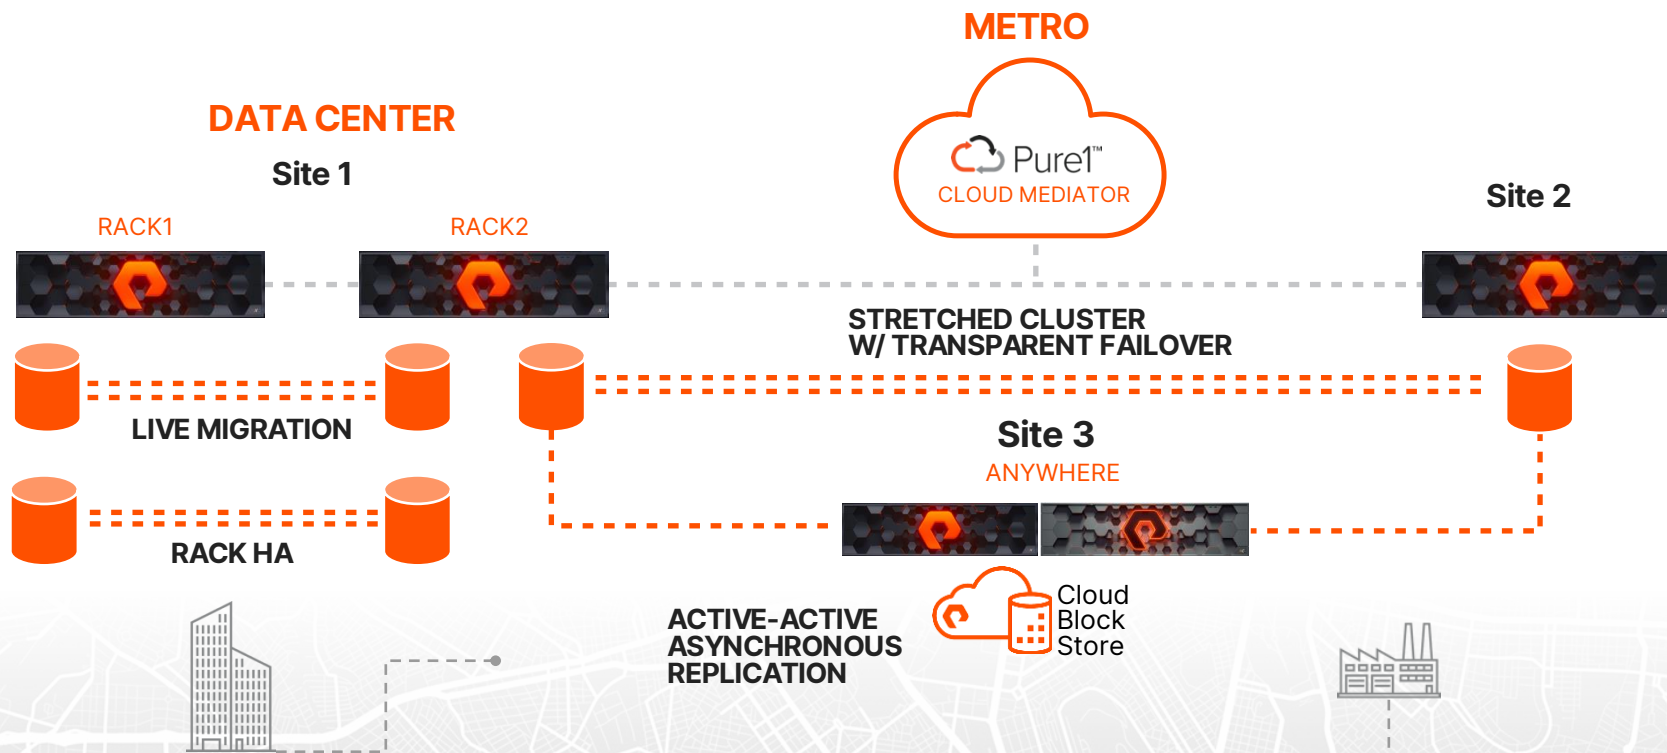 METRO
DATA CENTER
Site 1
Pure1™
CLOUD MEDIATOR
Site 2
RACK1
RACK2
STRETCHED CLUSTER
W/ TRANSPARENT FAILOVER
LIVE MIGRATION
Site 3
ANYWHERE
RACK HA
Cloud
Block
Store
ACTIVE-ACTIVE
ASYNCHRONOUS
REPLICATION